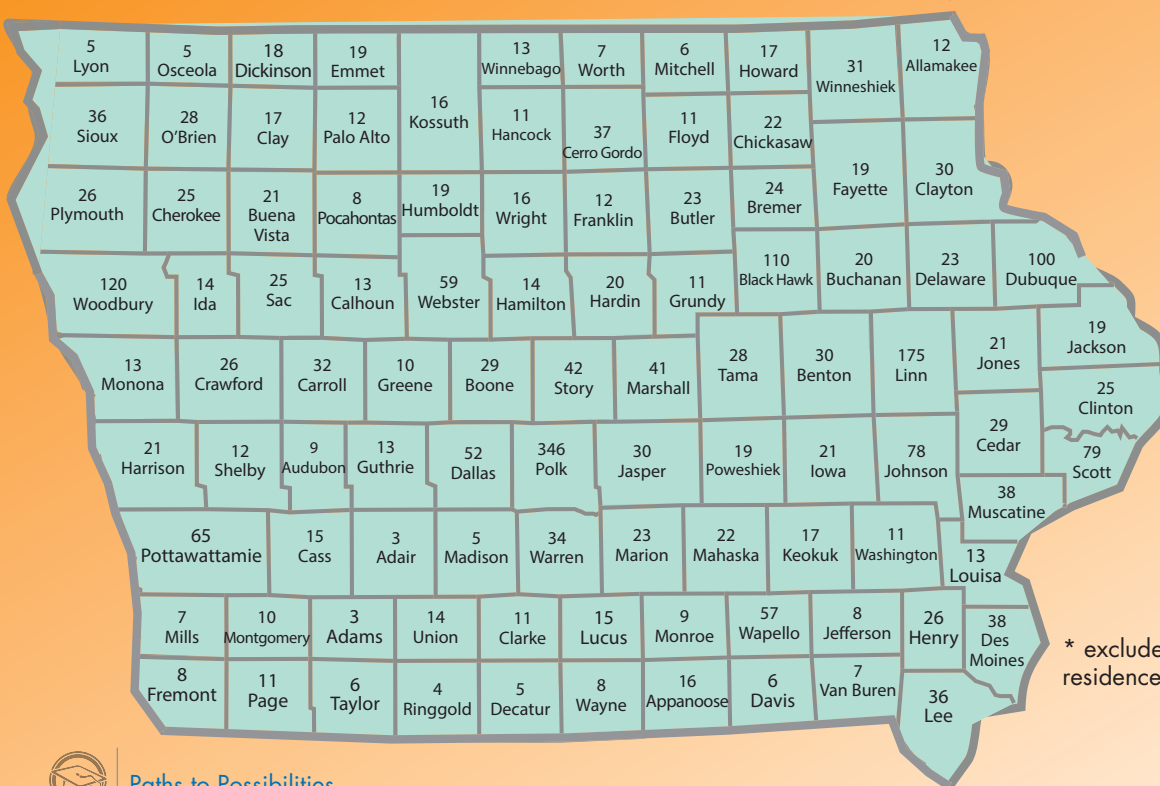 5
Lyon
5
Osceola
18
Dickinson
19
Emmet
16
Kossuth
13
Winnebago
7
Worth
6
Mitchell
17
Howard
31
Winneshiek
12
Allamakee
36
Sioux
28
O'Brien
17
Clay
12
Palo Alto
11
Hancock
37
Cerro Gordo
11
Floyd
22
Chickasaw
26
Plymouth
25
Cherokee
21
Buena
Vista
8
Pocahontas
19
Humboldt
16
Wright
12
Franklin
23
Butler
24
Bremer
19
Fayette
30
Clayton
120
Woodbury
14
Ida
25
Sac
13
Calhoun
59
Webster
14
Hamilton
20
Hardin
11
Grundy
110
Black Hawk
20
Buchanan
23
Delaware
100
Dubuque
13
Monona
26
Crawford
32
Carroll
10
Greene
29
Boone
42
Story
41
Marshall
28
Tama
30
Benton
175
Linn
21
Jones
19
Jackson
25
Clinton
21
Harrison
12
Shelby
9
Audubon
13
Guthrie
52
Dallas
346
Polk
30
Jasper
19
Poweshiek
21
Iowa
78
Johnson
29
Cedar
79
Scott
38
Muscatine
65
Pottawattamie
15
Cass
3
Adair
5
Madison
34
Warren
23
Marion
22
Mahaska
17
Keokuk
11
Washington
13
Louisa
7
Mills
10
Montgomery
3
Adams
14
Union
11
Clarke
15
Lucus
9
Monroe
57
Wapello
8
Jefferson
26
Henry
38
Des
Moines
8
Fremont
11
Page
6
Taylor
4
Ringgold
5
Decatur
8
Wayne
16
Appanoose
6
Davis
7
Van Buren
36
Lee
* exclude
residence
Paths to Possibilities